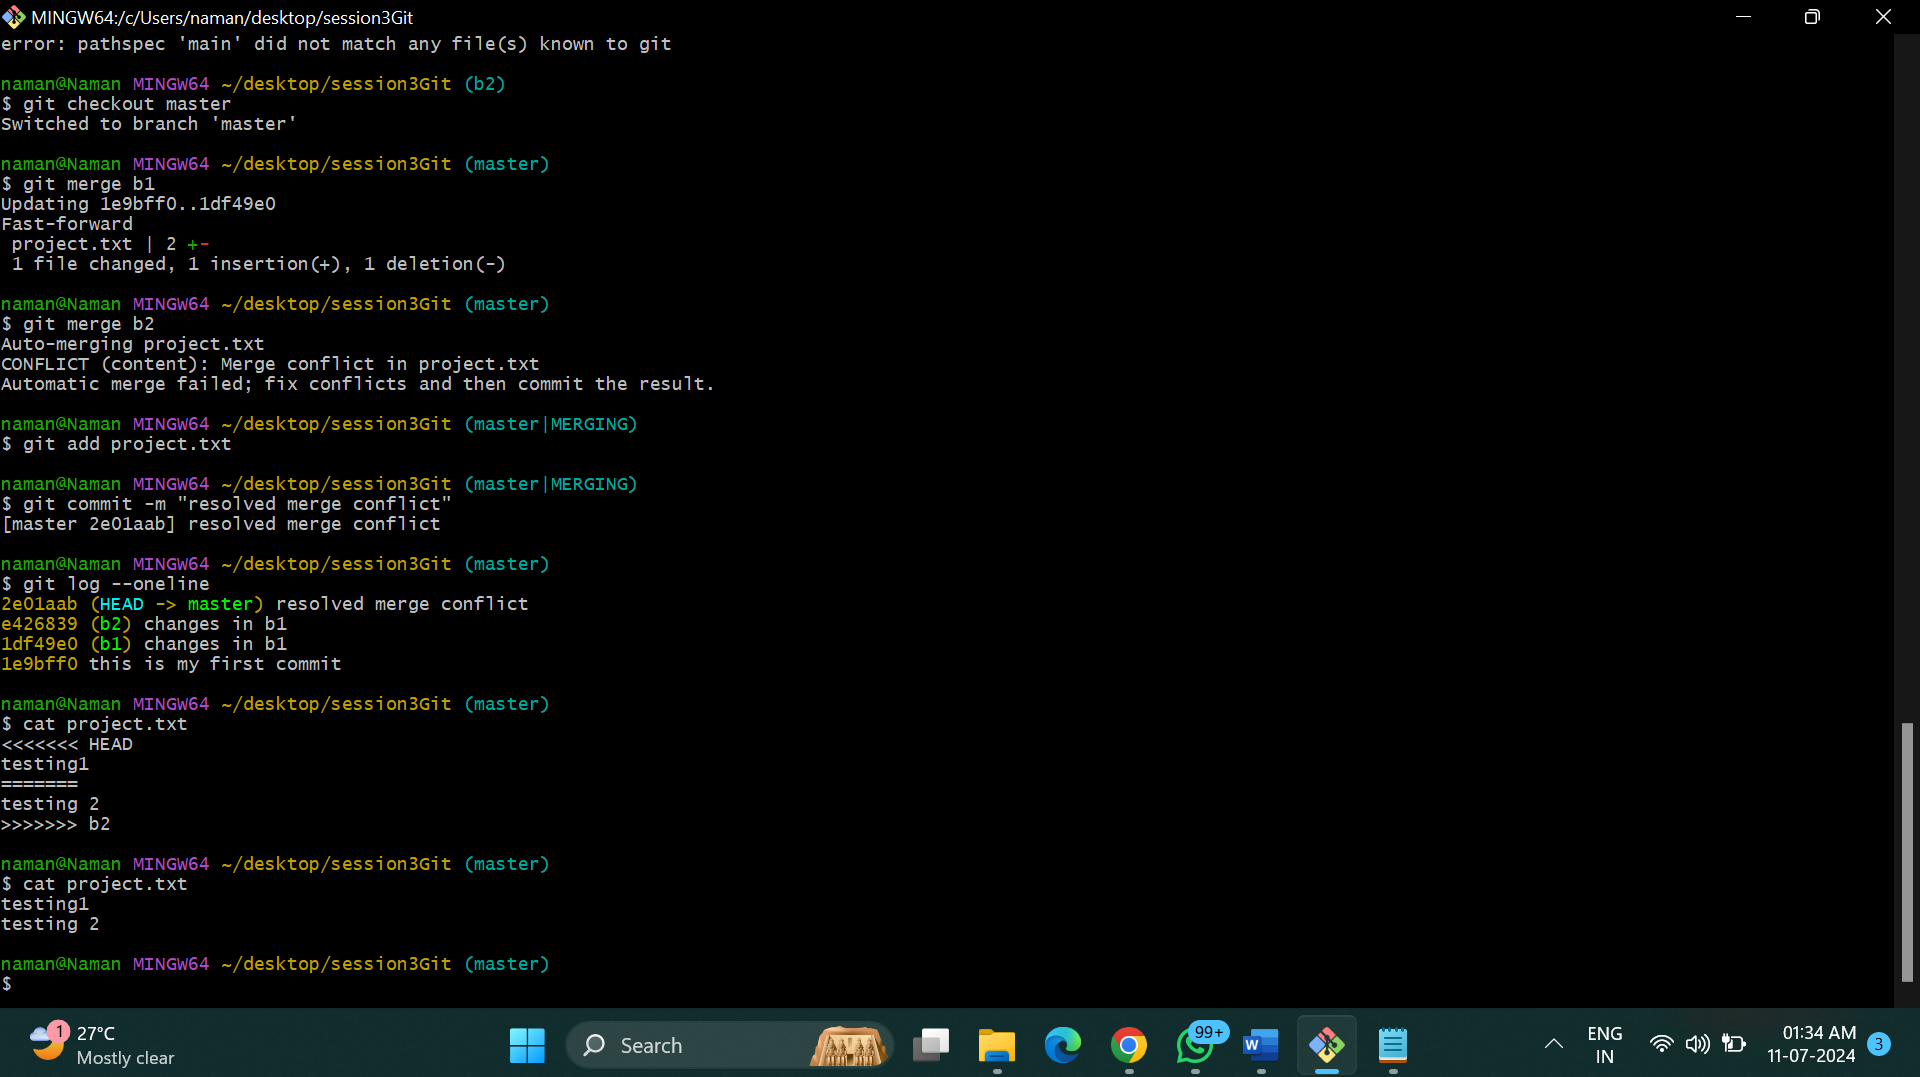 MINGW64:/c/Users/naman/desktop/session3Git
error: pathspec 'main' did not match any file(s) known to git
naman@Naman MINGW64 ~/desktop/session3Git (b2)
$ git checkout master
Switched to branch 'master'
naman@Naman MINGW64 ~/desktop/session3Git (master)
$ git merge b1
Updating 1e9bff0..1df49e0
Fast-forward
 project.txt | 2 +-
 1 file changed, 1 insertion(+), 1 deletion(-)
naman@Naman MINGW64 ~/desktop/session3Git (master)
$ git merge b2
Auto-merging project.txt
CONFLICT (content): Merge conflict in project.txt
Automatic merge failed; fix conflicts and then commit the result.
naman@Naman MINGW64 ~/desktop/session3Git (master|MERGING)
$ git add project.txt
naman@Naman MINGW64 ~/desktop/session3Git (master|MERGING)
$ git commit -m "resolved merge conflict"
[master 2e01aab] resolved merge conflict
naman@Naman MINGW64 ~/desktop/session3Git (master)
$ git log --oneline
2e01aab (HEAD -> master) resolved merge conflict
e426839 (b2) changes in b1
1df49e0 (b1) changes in b1
1e9bff0 this is my first commit
naman@Naman MINGW64 ~/desktop/session3Git (master)
$ cat project.txt
<<<<<<< HEAD
testing1
=======
testing 2
>>>>>>> b2
naman@Naman MINGW64 ~/desktop/session3Git (master)
$ cat project.txt
testing1
testing 2
naman@Naman MINGW64 ~/desktop/session3Git (master)
$
1
27°C
Mostly clear
Search
99+
W
ENG
IN
01:34 AM
11-07-2024
3